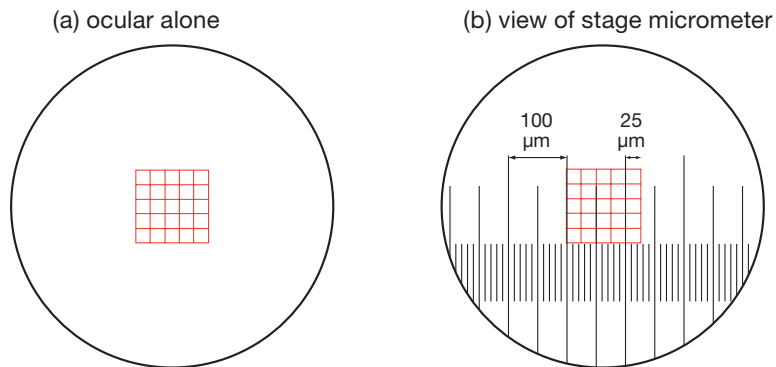 (a) ocular alone
(b) view of stage micrometer
100
μm
25
μm